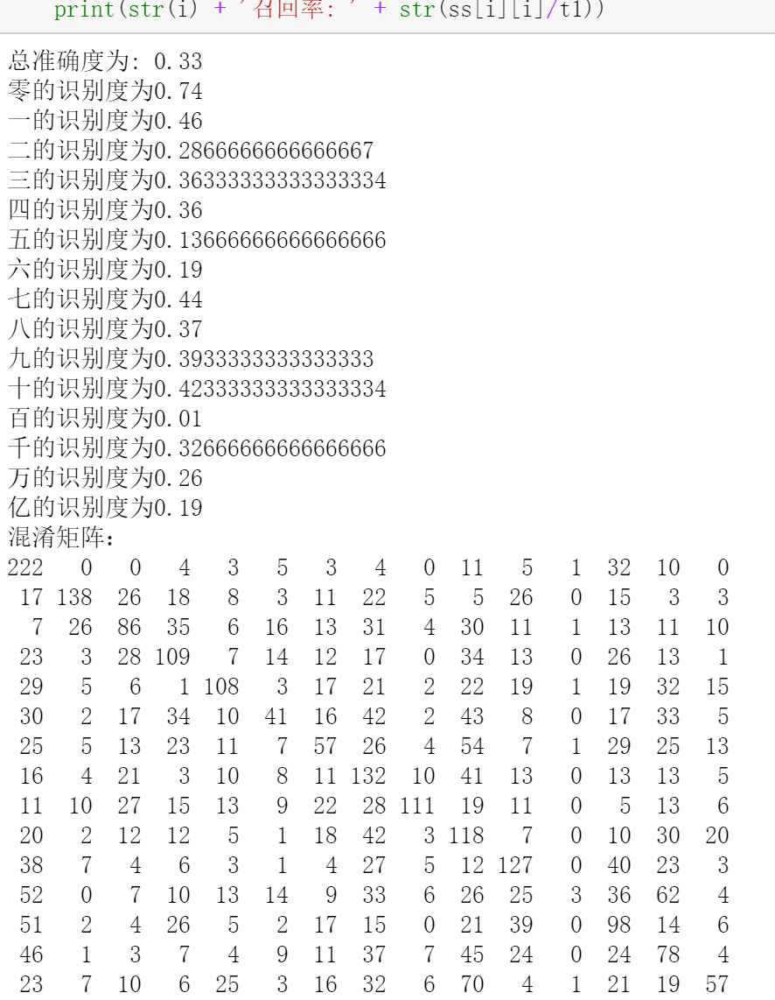 print(str(i) + '召回率: ' + str(ss[i][i]/t1))
总准确度为: 0.33
零的识别度为0.74
一的识别度为0.46
二的识别度为0.2866666666666667
三的识别度为0.36333333333333334
四的识别度为0.36
五的识别度为0.13666666666666666
六的识别度为0.19
七的识别度为0.44
八的识别度为0.37
九的识别度为0.3933333333333333
十的识别度为0.42333333333333334
百的识别度为0.01
千的识别度为0.32666666666666666
万的识别度为0.26
亿的识别度为0.19
混淆矩阵：
222 0 0 4 3 5 3 4 0 11 5 1 32 10 0
17 138 26 18 8 3 11 22 5 5 26 0 15 3 3
7 26 86 35 6 16 13 31 4 30 11 1 13 11 10
23 3 28 109 7 14 12 17 0 34 13 0 26 13 1
29 5 6 1 108 3 17 21 2 22 19 1 19 32 15
30 2 17 34 10 41 16 42 2 43 8 0 17 33 5
25 5 13 23 11 7 57 26 4 54 7 1 29 25 13
16 4 21 3 10 8 11 132 10 41 13 0 13 13 5
11 10 27 15 13 9 22 28 111 19 11 0 5 13 6
20 2 12 12 5 1 18 42 3 118 7 0 10 30 20
38 7 4 6 3 1 4 27 5 12 127 0 40 23 3
52 0 7 10 13 14 9 33 6 26 25 3 36 62 4
51 2 4 26 5 2 17 15 0 21 39 0 98 14 6
46 1 3 7 4 9 11 37 7 45 24 0 24 78 4
23 7 10 6 25 3 16 32 6 70 4 1 21 19 57